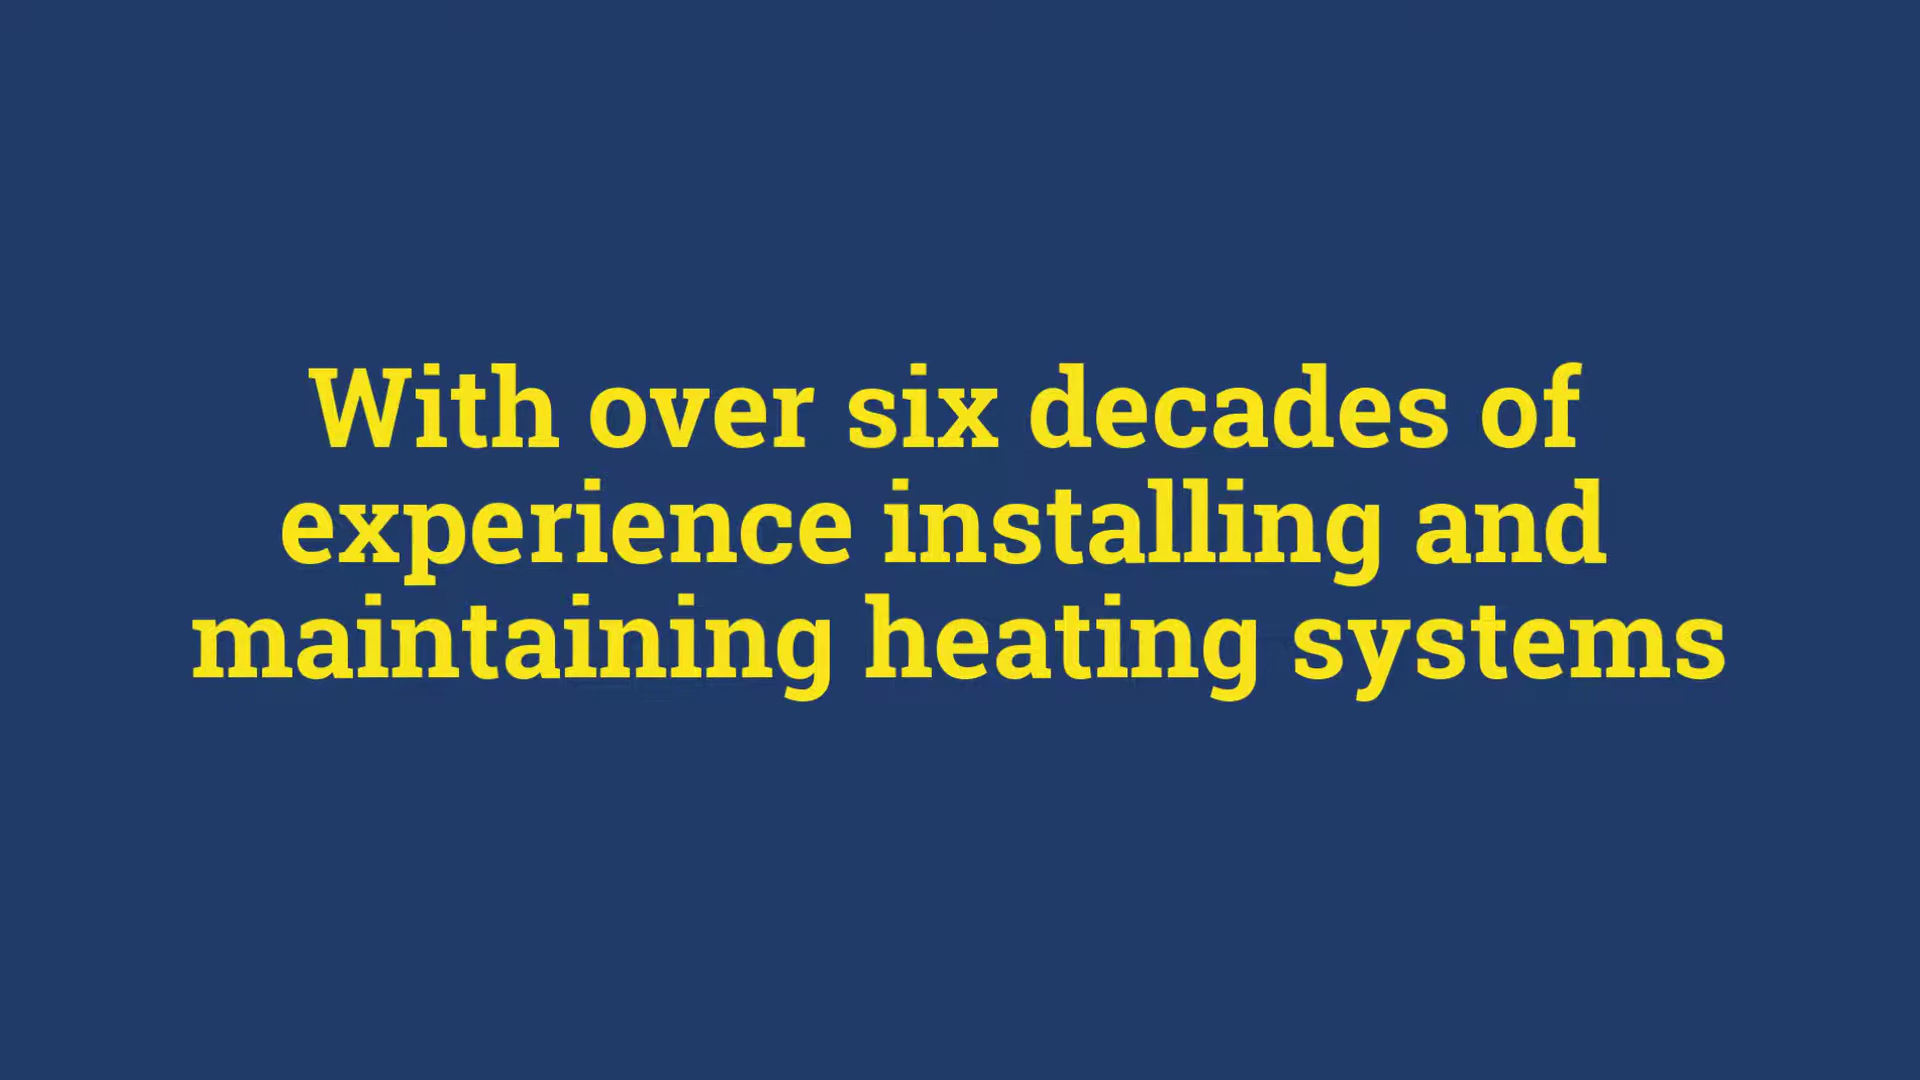 With over six decades of
experience installing and
maintaining heating systems